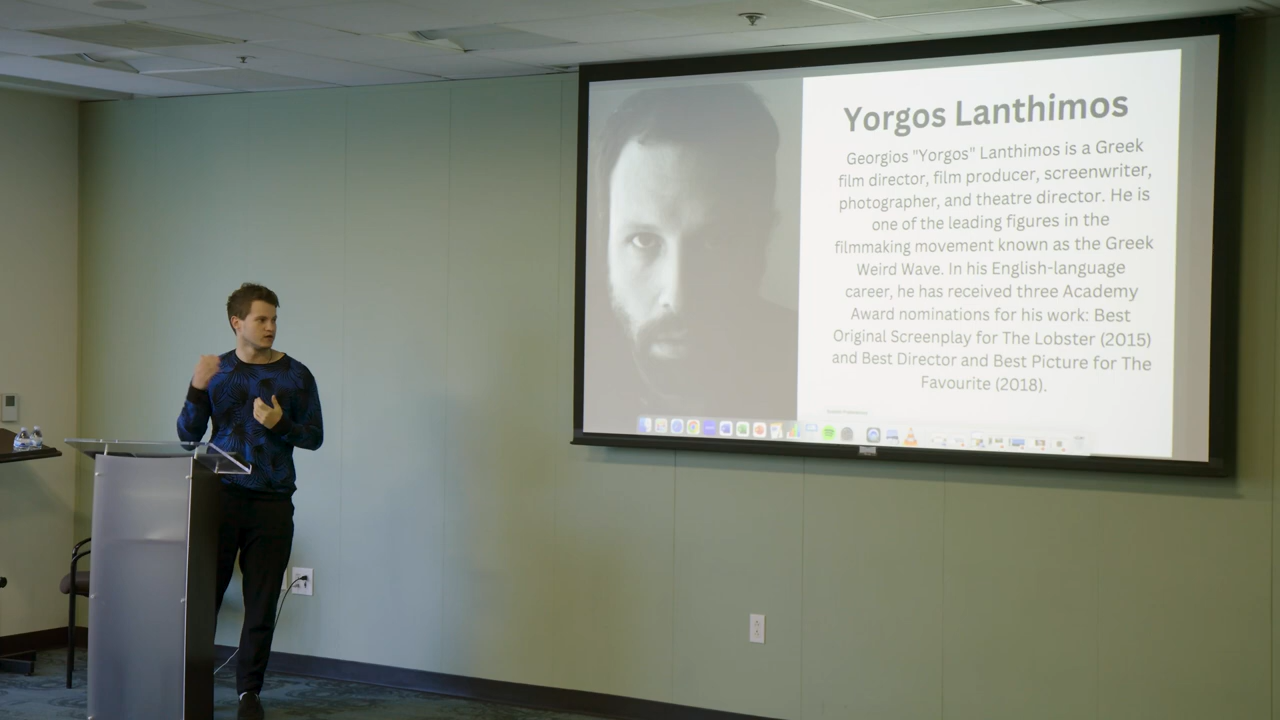 Yorgos Lanthimos
Georgios "Yorgos" Lanthimos is a Greek
film director, film producer, screenwriter,
photographer, and theatre director. He is
one of the leading figures in the
filmmaking movement known as the Greek
Weird Wave. In his English-language
career, he has received three Academy
Award nominations for his work: Best
Original Screenplay for The Lobster (2015)
and Best Director and Best Picture for The
Favourite (2018).